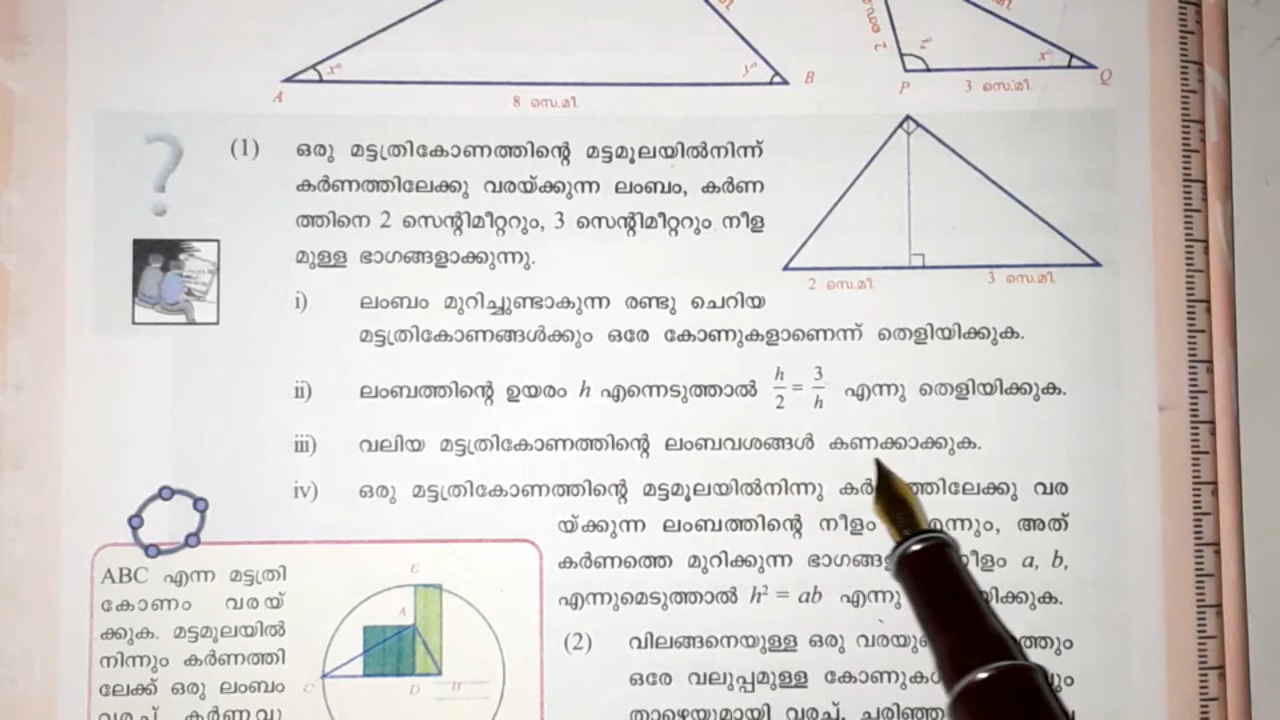 x°
y°
A
B
8 സെ.മീ.
z°
x°
P
Q
3 സെ.മീ.
(1) ഒരു മട്ടത്രികോണത്തിന്റെ മട്ടമൂലയിൽനിന്ന്
കർണത്തിലേക്കു വരയ്ക്കുന്ന ലംബം, കർണ
ത്തിനെ 2 സെന്റിമീറ്ററും, 3 സെന്റിമീറ്ററും നീള
മുള്ള ഭാഗങ്ങളാക്കുന്നു.
2 സെ.മീ.
3 സെ.മീ.
i) ലംബം മുറിച്ചുണ്ടാകുന്ന രണ്ടു ചെറിയ
മട്ടത്രികോണങ്ങൾക്കും ഒരേ കോണുകളാണെന്ന് തെളിയിക്കുക.
ii) ലംബത്തിന്റെ ഉയരം h എന്നെടുത്താൽ h/2 = 3/h എന്നു തെളിയിക്കുക.
iii) വലിയ മട്ടത്രികോണത്തിന്റെ ലംബവശങ്ങൾ കണക്കാക്കുക.
iv) ഒരു മട്ടത്രികോണത്തിന്റെ മട്ടമൂലയിൽനിന്നു വര
യ്ക്കുന്ന ലംബത്തിന്റെ നീളം എന്നും, അത്
കർണത്തെ മുറിക്കുന്ന നീളം a, b,
എന്നുമെടുത്താൽ h² = ab എന്നു
ABC എന്ന മട്ടത്രി
കോണം വരയ്
ക്കുക. മട്ടമൂലയിൽ
നിന്നും കർണത്തി
ലേക്ക് ഒരു ലംബം
വരച്ച് കർണവു
E
A
C
D
B
(2) വിലങ്ങനെയുള്ള ഒരു
ഒരേ വലുപ്പമുള്ള
താഴെയുമായി വരച്ച്,